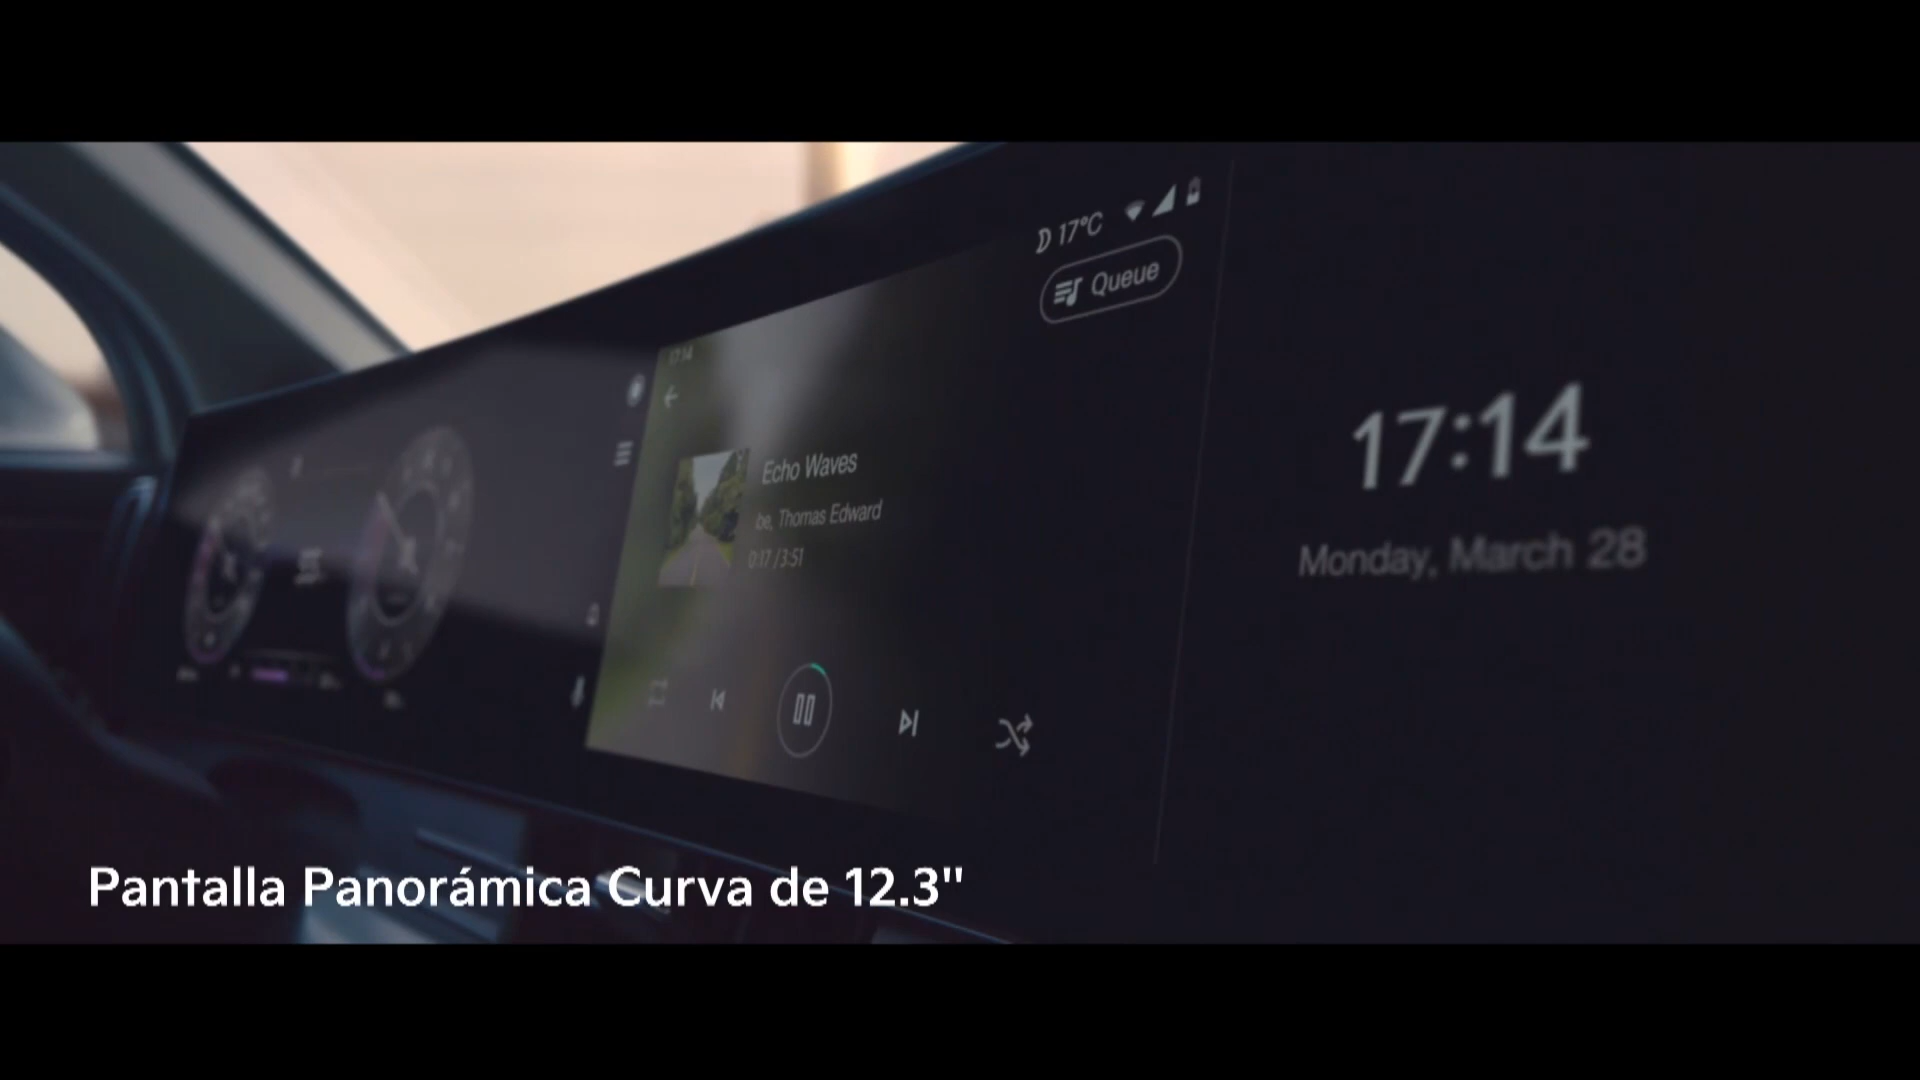 17°C
Queue
17:14
Echo Waves
be, Thomas Edward
0:17 / 3:51
17:14
Monday, March 28
Pantalla Panorámica Curva de 12.3"